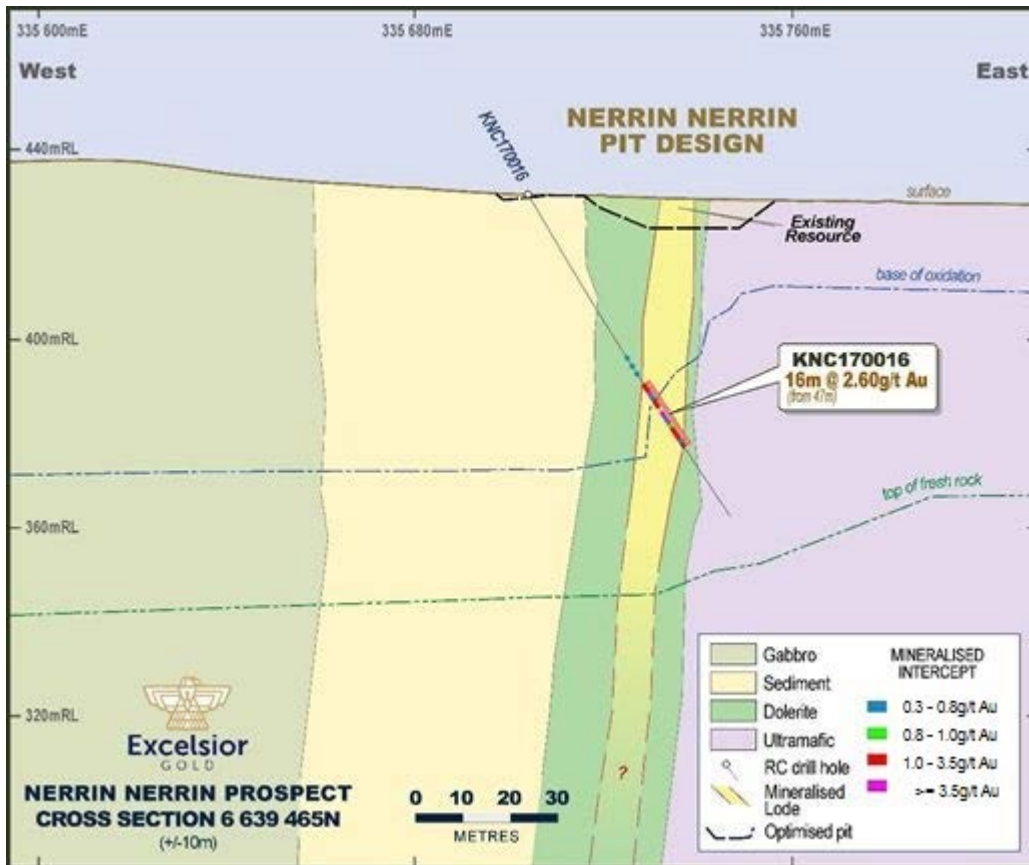 335 600mE
335 680mE
335 760mE
West
East
NERRIN NERRIN
PIT DESIGN
KNC170016
440mRL
surface
Existing
Resource
base of oxidation
400mRL
KNC170016
16m @ 2.60g/t Au
(from 47m)
top of fresh rock
360mRL
320mRL
?
Excelsior
GOLD
NERRIN NERRIN PROSPECT
CROSS SECTION 6 639 465N
(+/-10m)
0 10 20 30
METRES
Gabbro
Sediment
Dolerite
Ultramafic
RC drill hole
Mineralised
Lode
Optimised pit
MINERALISED
INTERCEPT
0.3 - 0.8g/t Au
0.8 - 1.0g/t Au
1.0 - 3.5g/t Au
>= 3.5g/t Au